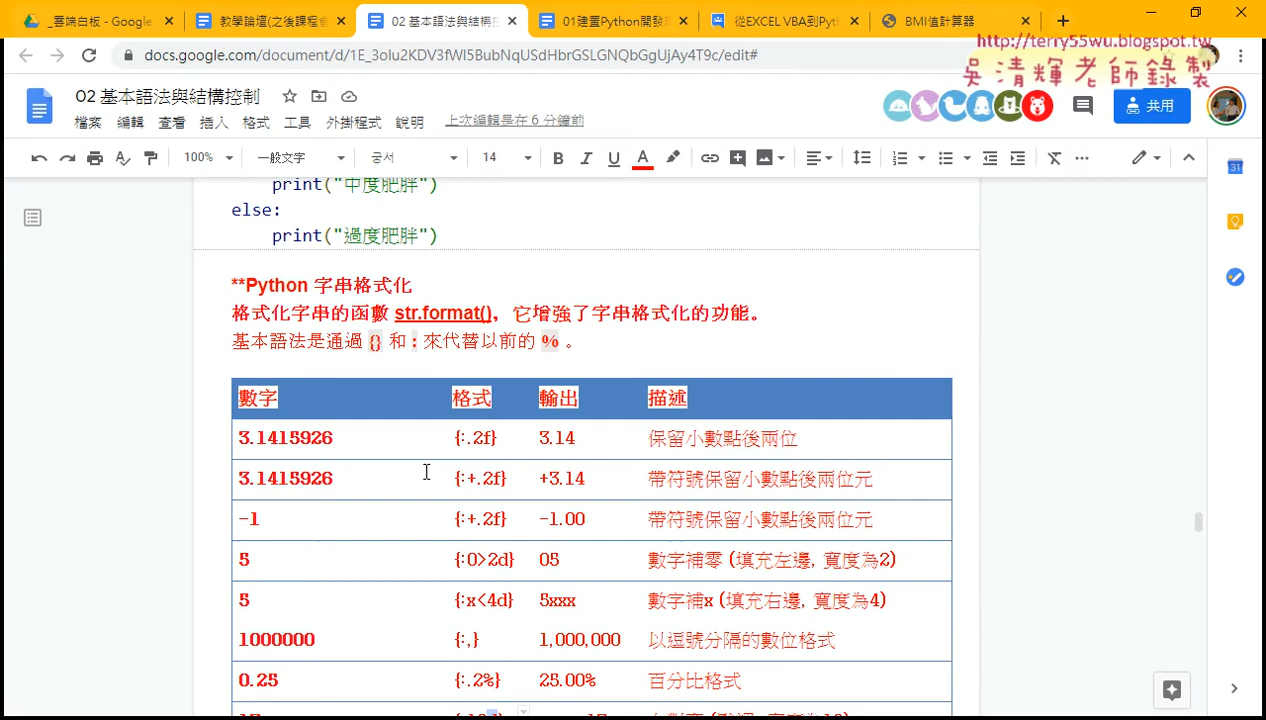 _雲端白板 - Google
教學論壇(之後課程會
02 基本語法與結構控
01建置Python開發環
從EXCEL VBA到Pyt
BMI值計算器
docs.google.com/document/d/1E_3oIu2KDV3fWI5BubNqUSdHbrGSLGNQbGgUjAy4T9c/edit#
http://terry55wu.blogspot.tw
吳清輝老師錄製
02 基本語法與結構控制
共用
檔案 編輯 查看 插入 格式 工具 外掛程式 說明 上次編輯是在 6 分鐘前
100% 一般文字 궁서 14 B I U A
31
print("中度肥胖")
else:
print("過度肥胖")
**Python 字串格式化
格式化字串的函數 str.format(), 它增強了字串格式化的功能。
基本語法是通過 {} 和 : 來代替以前的 % 。
數字 格式 輸出 描述
3.1415926 {:.2f} 3.14 保留小數點後兩位
3.1415926 {:+.2f} +3.14 帶符號保留小數點後兩位元
-1 {:+.2f} -1.00 帶符號保留小數點後兩位元
5 {:0>2d} 05 數字補零 (填充左邊, 寬度為2)
5 {:x<4d} 5xxx 數字補x (填充右邊, 寬度為4)
1000000 {:,} 1,000,000 以逗號分隔的數位格式
0.25 {:.2%} 25.00% 百分比格式